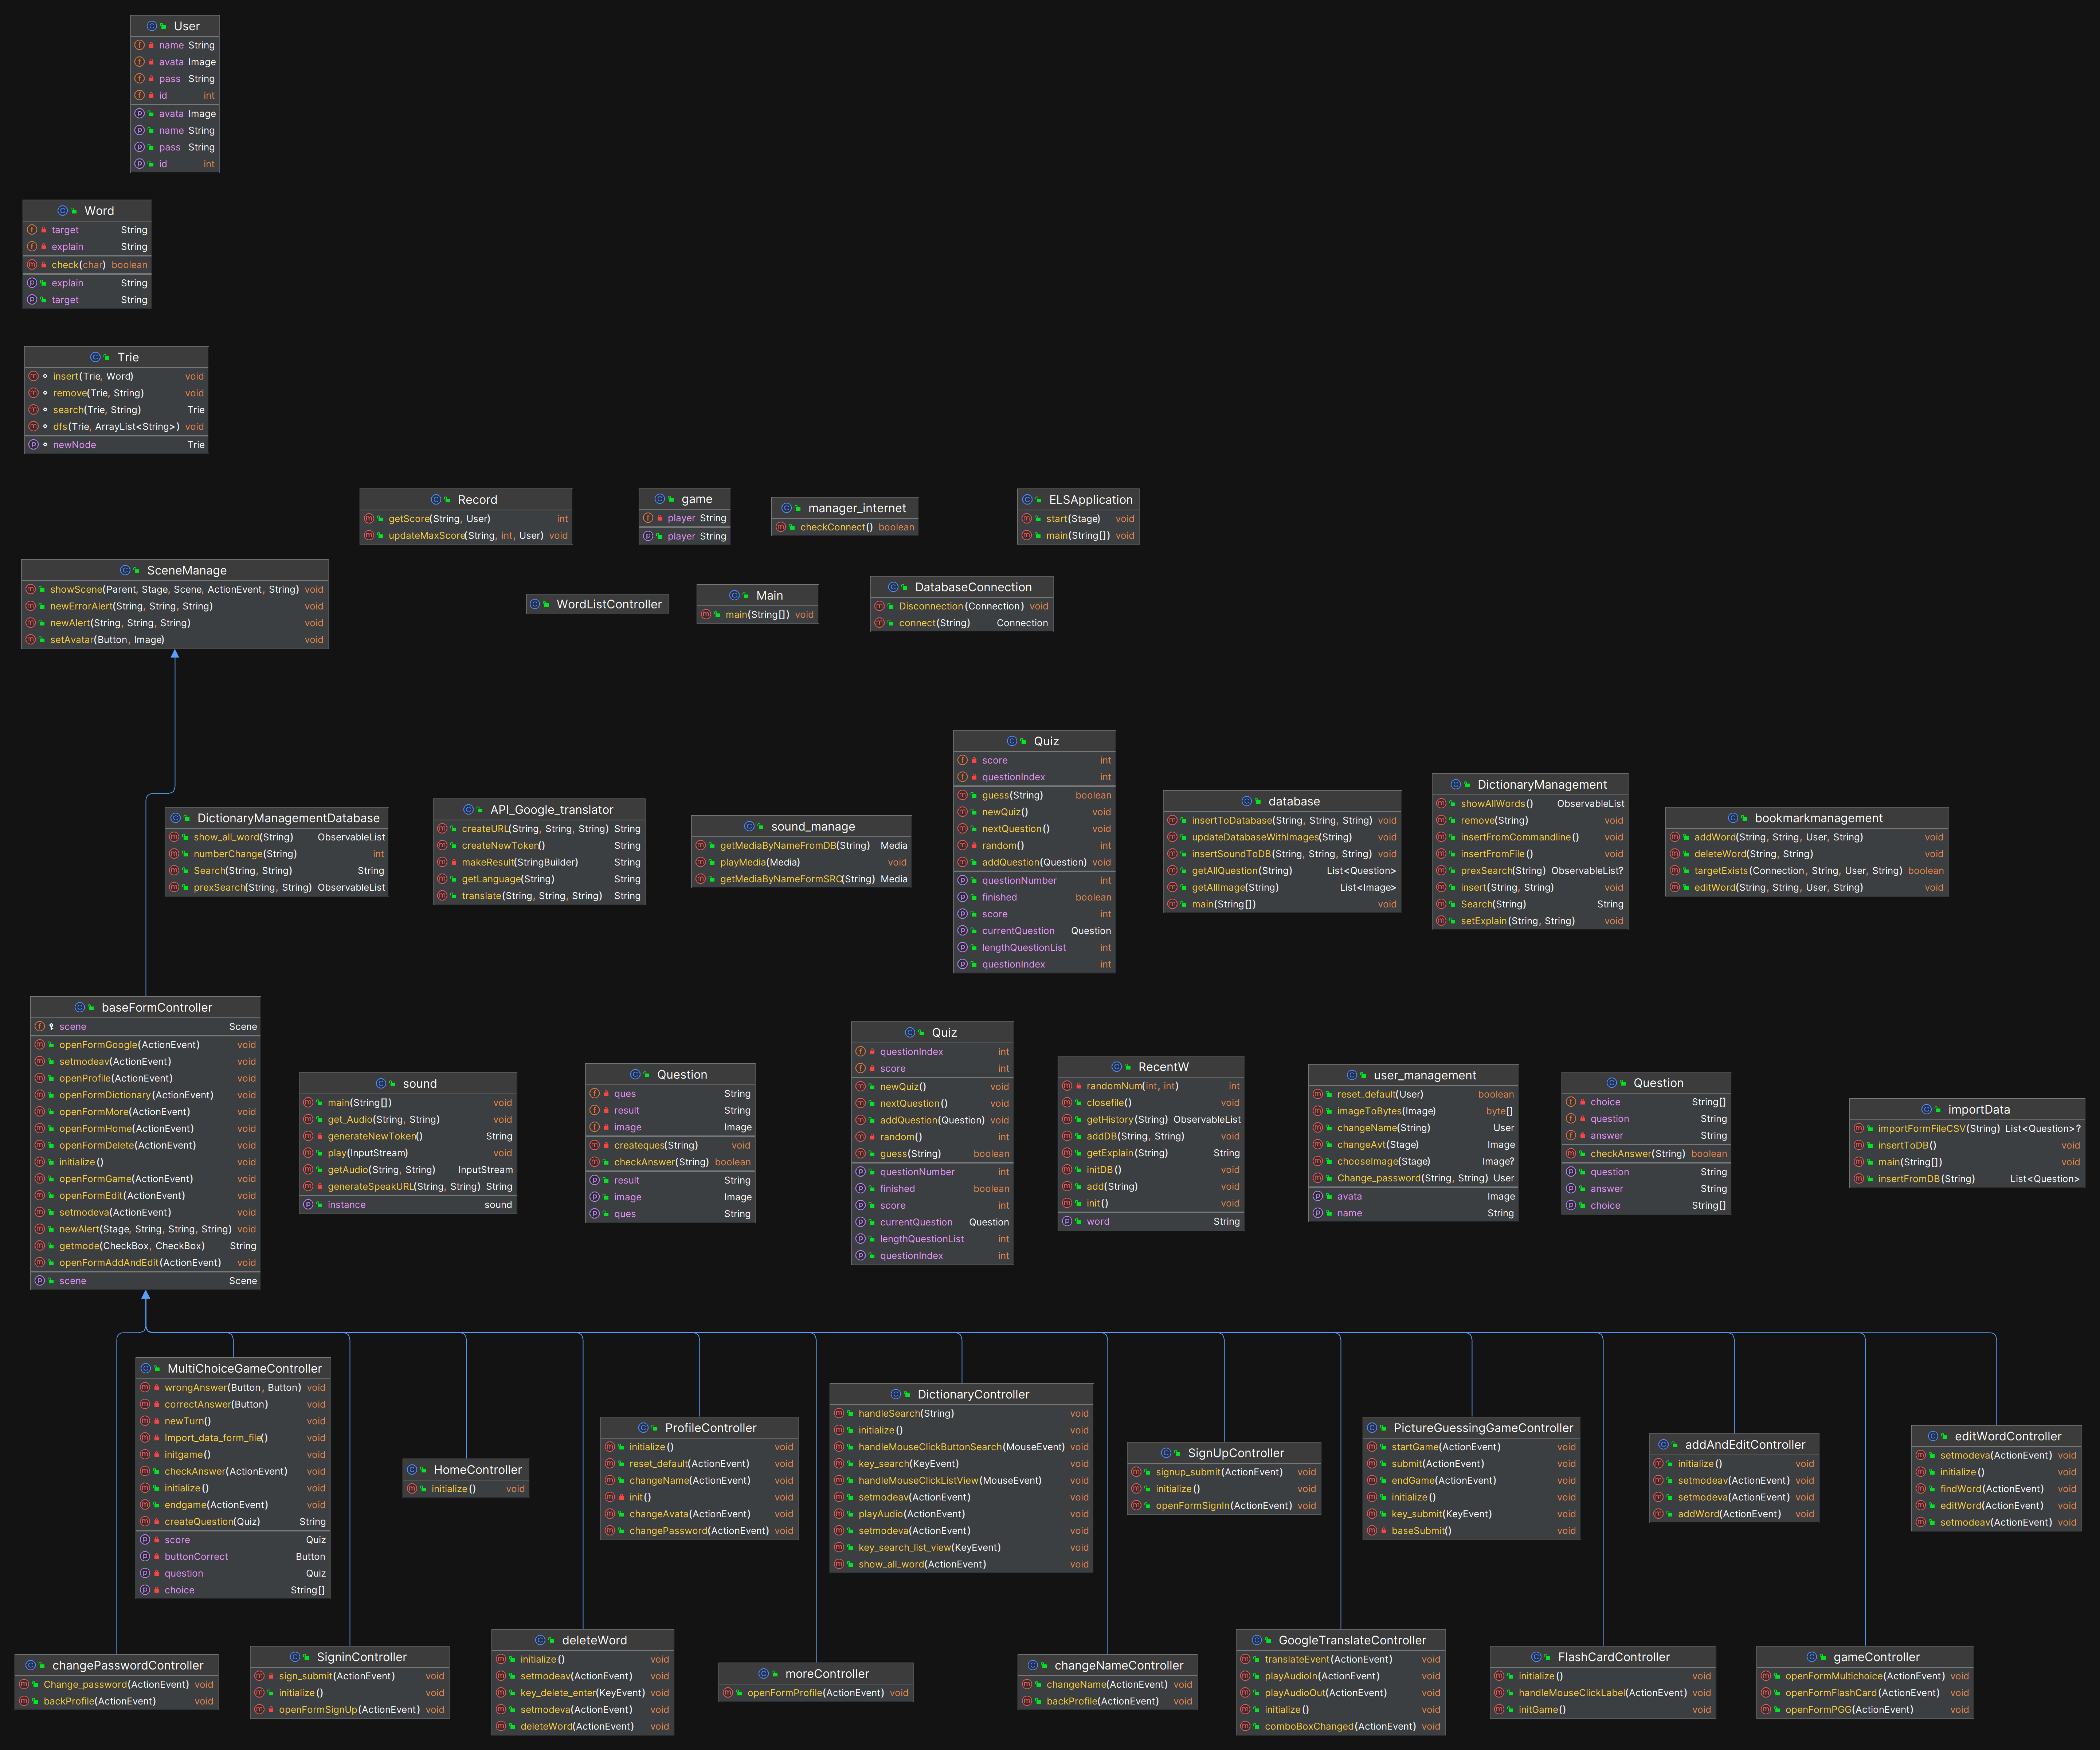 User
name String
avata Image
pass String
id int
avata Image
name String
pass String
id int
Word
target String
explain String
check(char) boolean
explain String
target String
Trie
insert(Trie, Word) void
remove(Trie, String) void
search(Trie, String) Trie
dfs(Trie, ArrayList<String>) void
newNode Trie
Record
getScore(String, User) int
updateMaxScore(String, int, User) void
game
player String
player String
manager_internet
checkConnect() boolean
ELSApplication
start(Stage) void
main(String[]) void
SceneManage
showScene(Parent, Stage, Scene, ActionEvent, String) void
newErrorAlert(String, String, String) void
newAlert(String, String, String) void
setAvatar(Button, Image) void
WordListController
Main
main(String[]) void
DatabaseConnection
Disconnection(Connection) void
connect(String) Connection
DictionaryManagementDatabase
show_all_word(String) ObservableList
numberChange(String) int
Search(String, String) String
prexSearch(String, String) ObservableList
API_Google_translator
createURL(String, String, String) String
createNewToken() String
makeResult(StringBuilder) String
getLanguage(String) String
translate(String, String, String) String
sound_manage
getMediaByNameFromDB(String) Media
playMedia(Media) void
getMediaByNameFormSRC(String) Media
Quiz
score int
questionIndex int
guess(String) boolean
newQuiz() void
nextQuestion() void
random() int
addQuestion(Question) void
questionNumber int
finished boolean
score int
currentQuestion Question
lengthQuestionList int
questionIndex int
database
insertToDatabase(String, String, String) void
updateDatabaseWithImages(String) void
insertSoundToDB(String, String, String) void
getAllQuestion(String) List<Question>
getAllImage(String) List<Image>
main(String[]) void
DictionaryManagement
showAllWords() ObservableList
remove(String) void
insertFromCommandline() void
insertFromFile() void
prexSearch(String) ObservableList?
insert(String, String) void
Search(String) String
setExplain(String, String) void
bookmarkmanagement
addWord(String, String, User, String) void
deleteWord(String, String) void
targetExists(Connection, String, User, String) boolean
editWord(String, String, User, String) void
baseFormController
scene Scene
openFormGoogle(ActionEvent) void
setmodeav(ActionEvent) void
openProfile(ActionEvent) void
openFormDictionary(ActionEvent) void
openFormMore(ActionEvent) void
openFormHome(ActionEvent) void
openFormDelete(ActionEvent) void
initialize() void
openFormGame(ActionEvent) void
openFormEdit(ActionEvent) void
setmodeva(ActionEvent) void
newAlert(Stage, String, String, String) void
getmode(CheckBox, CheckBox) String
openFormAddAndEdit(ActionEvent) void
scene Scene
sound
main(String[]) void
get_Audio(String, String) void
generateNewToken() String
play(InputStream) void
getAudio(String, String) InputStream
generateSpeakURL(String, String) String
instance sound
Question
ques String
result String
image Image
createques(String) void
checkAnswer(String) boolean
result String
image Image
ques String
Quiz
questionIndex int
score int
newQuiz() void
nextQuestion() void
addQuestion(Question) void
random() int
guess(String) boolean
questionNumber int
finished boolean
score int
currentQuestion Question
lengthQuestionList int
questionIndex int
RecentW
randomNum(int, int) int
closefile() void
getHistory(String) ObservableList
addDB(String, String) void
getExplain(String) String
initDB() void
add(String) void
init() void
word String
user_management
reset_default(User) boolean
imageToBytes(Image) byte[]
changeName(String) User
changeAvt(Stage) Image
chooseImage(Stage) Image?
Change_password(String, String) User
avata Image
name String
Question
choice String[]
question String
answer String
checkAnswer(String) boolean
question String
answer String
choice String[]
importData
importFormFileCSV(String) List<Question>?
insertToDB() void
main(String[]) void
insertFromDB(String) List<Question>
MultiChoiceGameController
wrongAnswer(Button, Button) void
correctAnswer(Button) void
newTurn() void
Import_data_form_file() void
initgame() void
checkAnswer(ActionEvent) void
initialize() void
endgame(ActionEvent) void
createQuestion(Quiz) String
score Quiz
buttonCorrect Button
question Quiz
choice String[]
HomeController
initialize() void
ProfileController
initialize() void
reset_default(ActionEvent) void
changeName(ActionEvent) void
init() void
changeAvata(ActionEvent) void
changePassword(ActionEvent) void
DictionaryController
handleSearch(String) void
initialize() void
handleMouseClickButtonSearch(MouseEvent) void
key_search(KeyEvent) void
handleMouseClickListView(MouseEvent) void
setmodeav(ActionEvent) void
playAudio(ActionEvent) void
setmodeva(ActionEvent) void
key_search_list_view(KeyEvent) void
show_all_word(ActionEvent) void
SignUpController
signup_submit(ActionEvent) void
initialize() void
openFormSignIn(ActionEvent) void
PictureGuessingGameController
startGame(ActionEvent) void
submit(ActionEvent) void
endGame(ActionEvent) void
initialize() void
key_submit(KeyEvent) void
baseSubmit() void
addAndEditController
initialize() void
setmodeav(ActionEvent) void
setmodeva(ActionEvent) void
addWord(ActionEvent) void
editWordController
setmodeva(ActionEvent) void
initialize() void
findWord(ActionEvent) void
editWord(ActionEvent) void
setmodeav(ActionEvent) void
changePasswordController
Change_password(ActionEvent) void
backProfile(ActionEvent) void
SigninController
sign_submit(ActionEvent) void
initialize() void
openFormSignUp(ActionEvent) void
deleteWord
initialize() void
setmodeav(ActionEvent) void
key_delete_enter(KeyEvent) void
setmodeva(ActionEvent) void
deleteWord(ActionEvent) void
moreController
openFormProfile(ActionEvent) void
changeNameController
changeName(ActionEvent) void
backProfile(ActionEvent) void
GoogleTranslateController
translateEvent(ActionEvent) void
playAudioIn(ActionEvent) void
playAudioOut(ActionEvent) void
initialize() void
comboBoxChanged(ActionEvent) void
FlashCardController
initialize() void
handleMouseClickLabel(ActionEvent) void
initGame() void
gameController
openFormMultichoice(ActionEvent) void
openFormFlashCard(ActionEvent) void
openFormPGG(ActionEvent) void